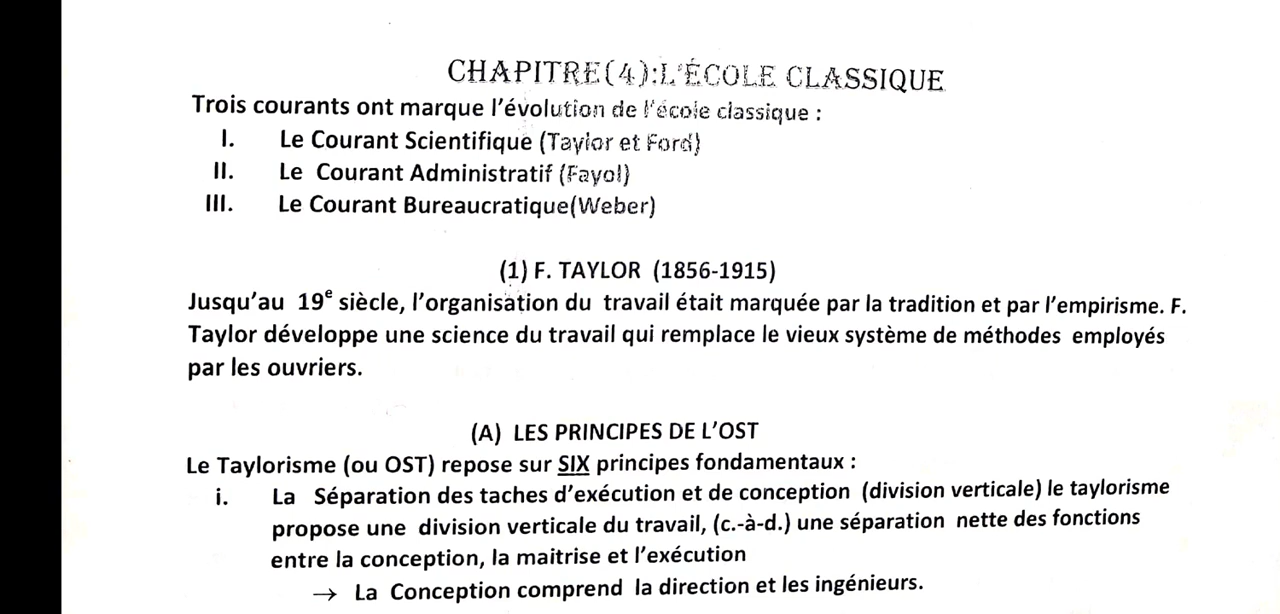 CHAPITRE(4):L'ÉCOLE CLASSIQUE
Trois courants ont marque l'évolution de l'école classique :
I. Le Courant Scientifique (Taylor et Ford)
II. Le Courant Administratif (Fayol)
III. Le Courant Bureaucratique(Weber)
(1) F. TAYLOR (1856-1915)
Jusqu'au 19e siècle, l'organisation du travail était marquée par la tradition et par l'empirisme. F.
Taylor développe une science du travail qui remplace le vieux système de méthodes employés
par les ouvriers.
(A) LES PRINCIPES DE L'OST
Le Taylorisme (ou OST) repose sur SIX principes fondamentaux :
i. La Séparation des taches d'exécution et de conception (division verticale) le taylorisme
propose une division verticale du travail, (c.-à-d.) une séparation nette des fonctions
entre la conception, la maitrise et l'exécution
→ La Conception comprend la direction et les ingénieurs.